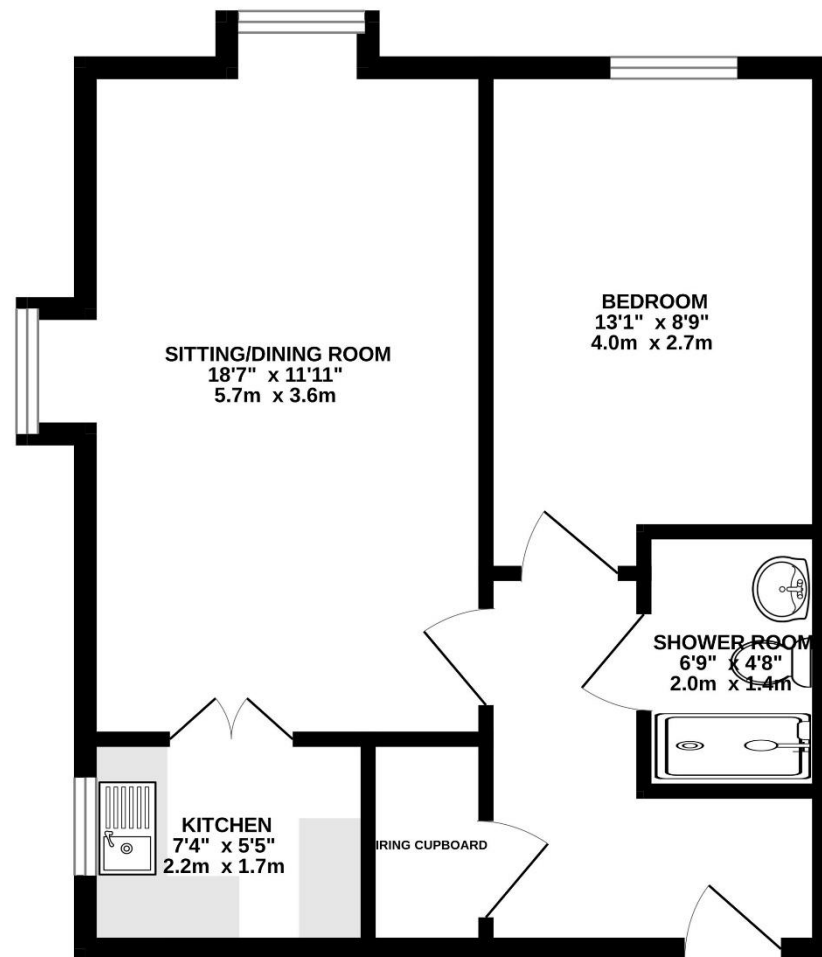 BEDROOM
13'1" x 8'9"
4.0m x 2.7m
SITTING/DINING ROOM
18'7" x 11'11"
5.7m x 3.6m
SHOWER ROOM
6'9" x 4'8"
2.0m x 1.4m
KITCHEN
7'4" x 5'5"
2.2m x 1.7m
IRING CUPBOARD